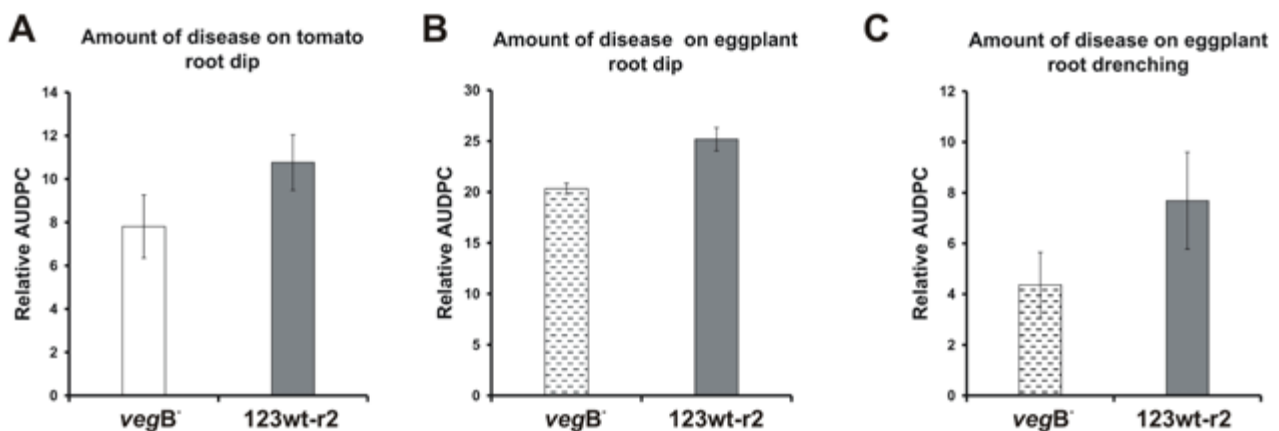 A
Amount of disease on tomato
root dip
Relative AUDPC
14
12
10
8
6
4
2
0
vegB-
123wt-r2
B
Amount of disease on eggplant
root dip
Relative AUDPC
30
25
20
15
10
5
0
vegB-
123wt-r2
C
Amount of disease on eggplant
root drenching
Relative AUDPC
12
10
8
6
4
2
0
vegB-
123wt-r2